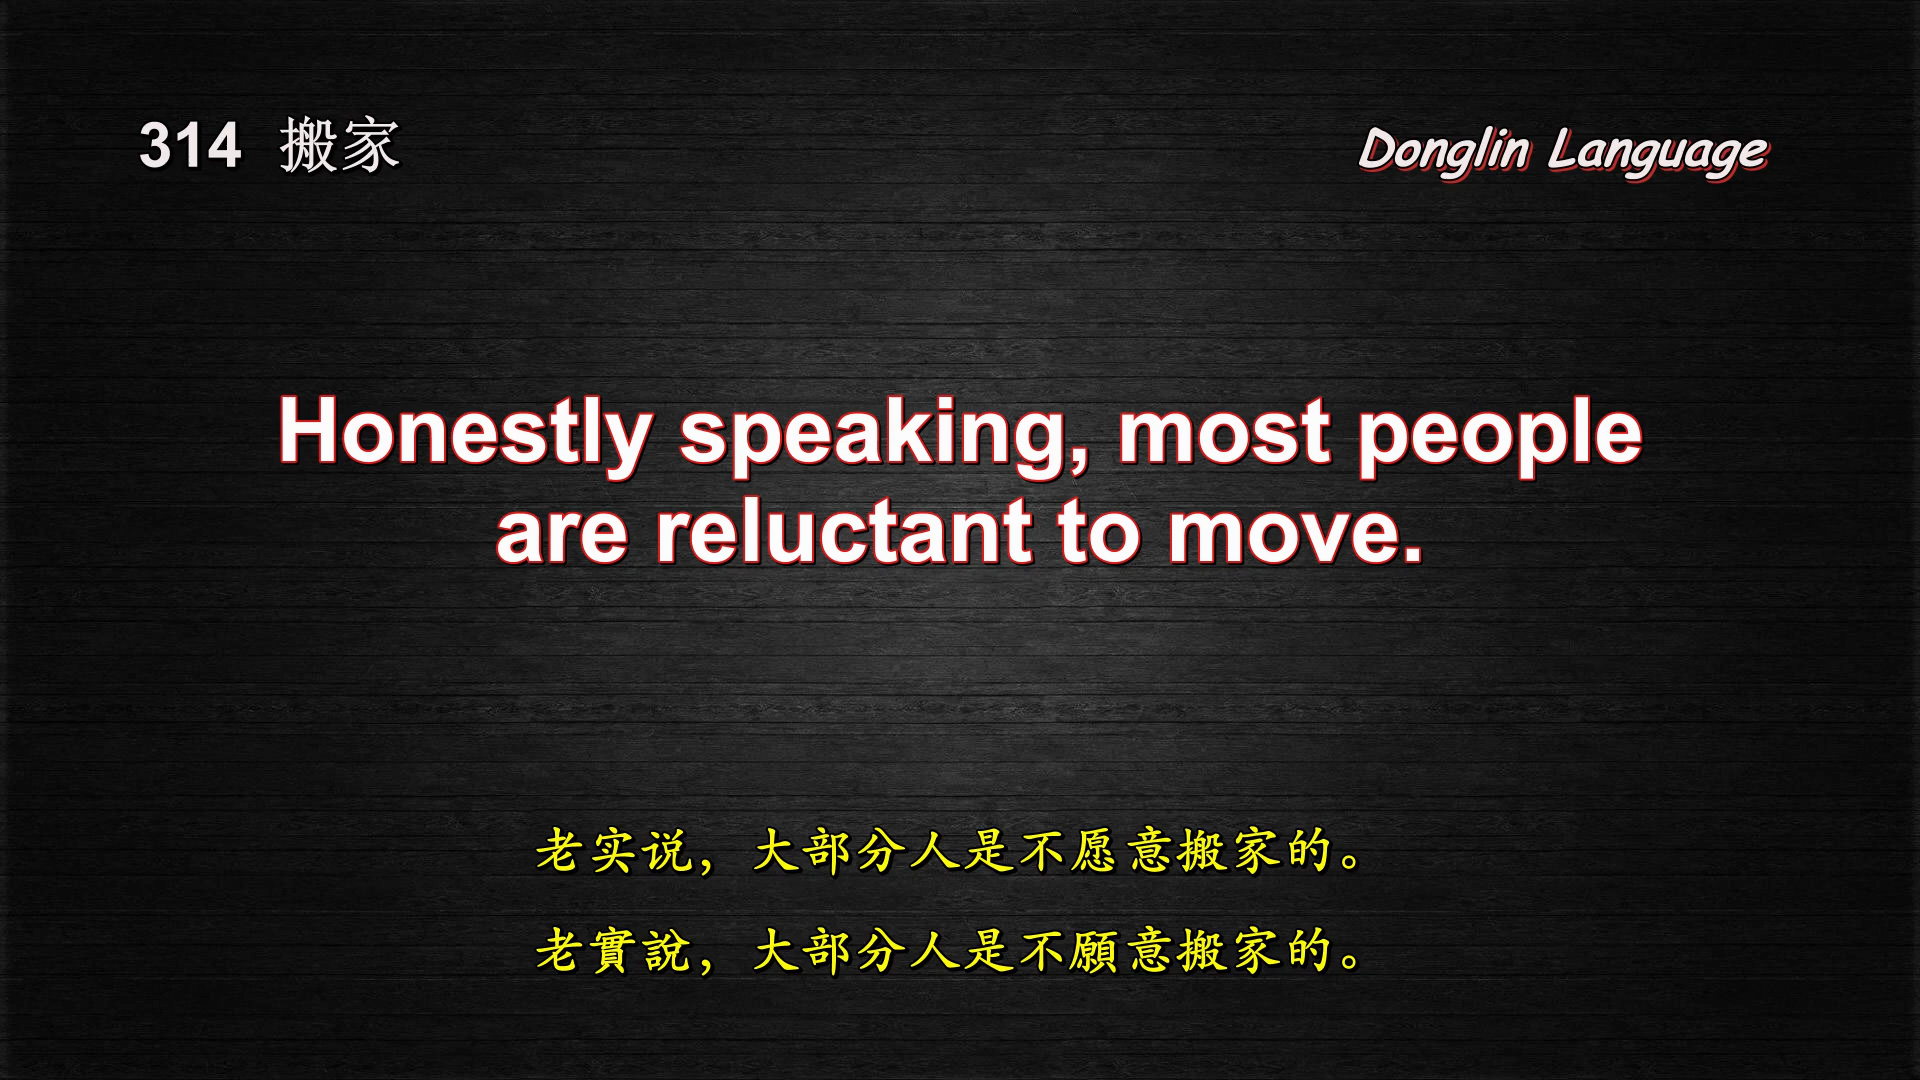 314 搬家
Donglin Language
Honestly speaking, most people
are reluctant to move.
老实说，大部分人是不愿意搬家的。
老實說，大部分人是不願意搬家的。